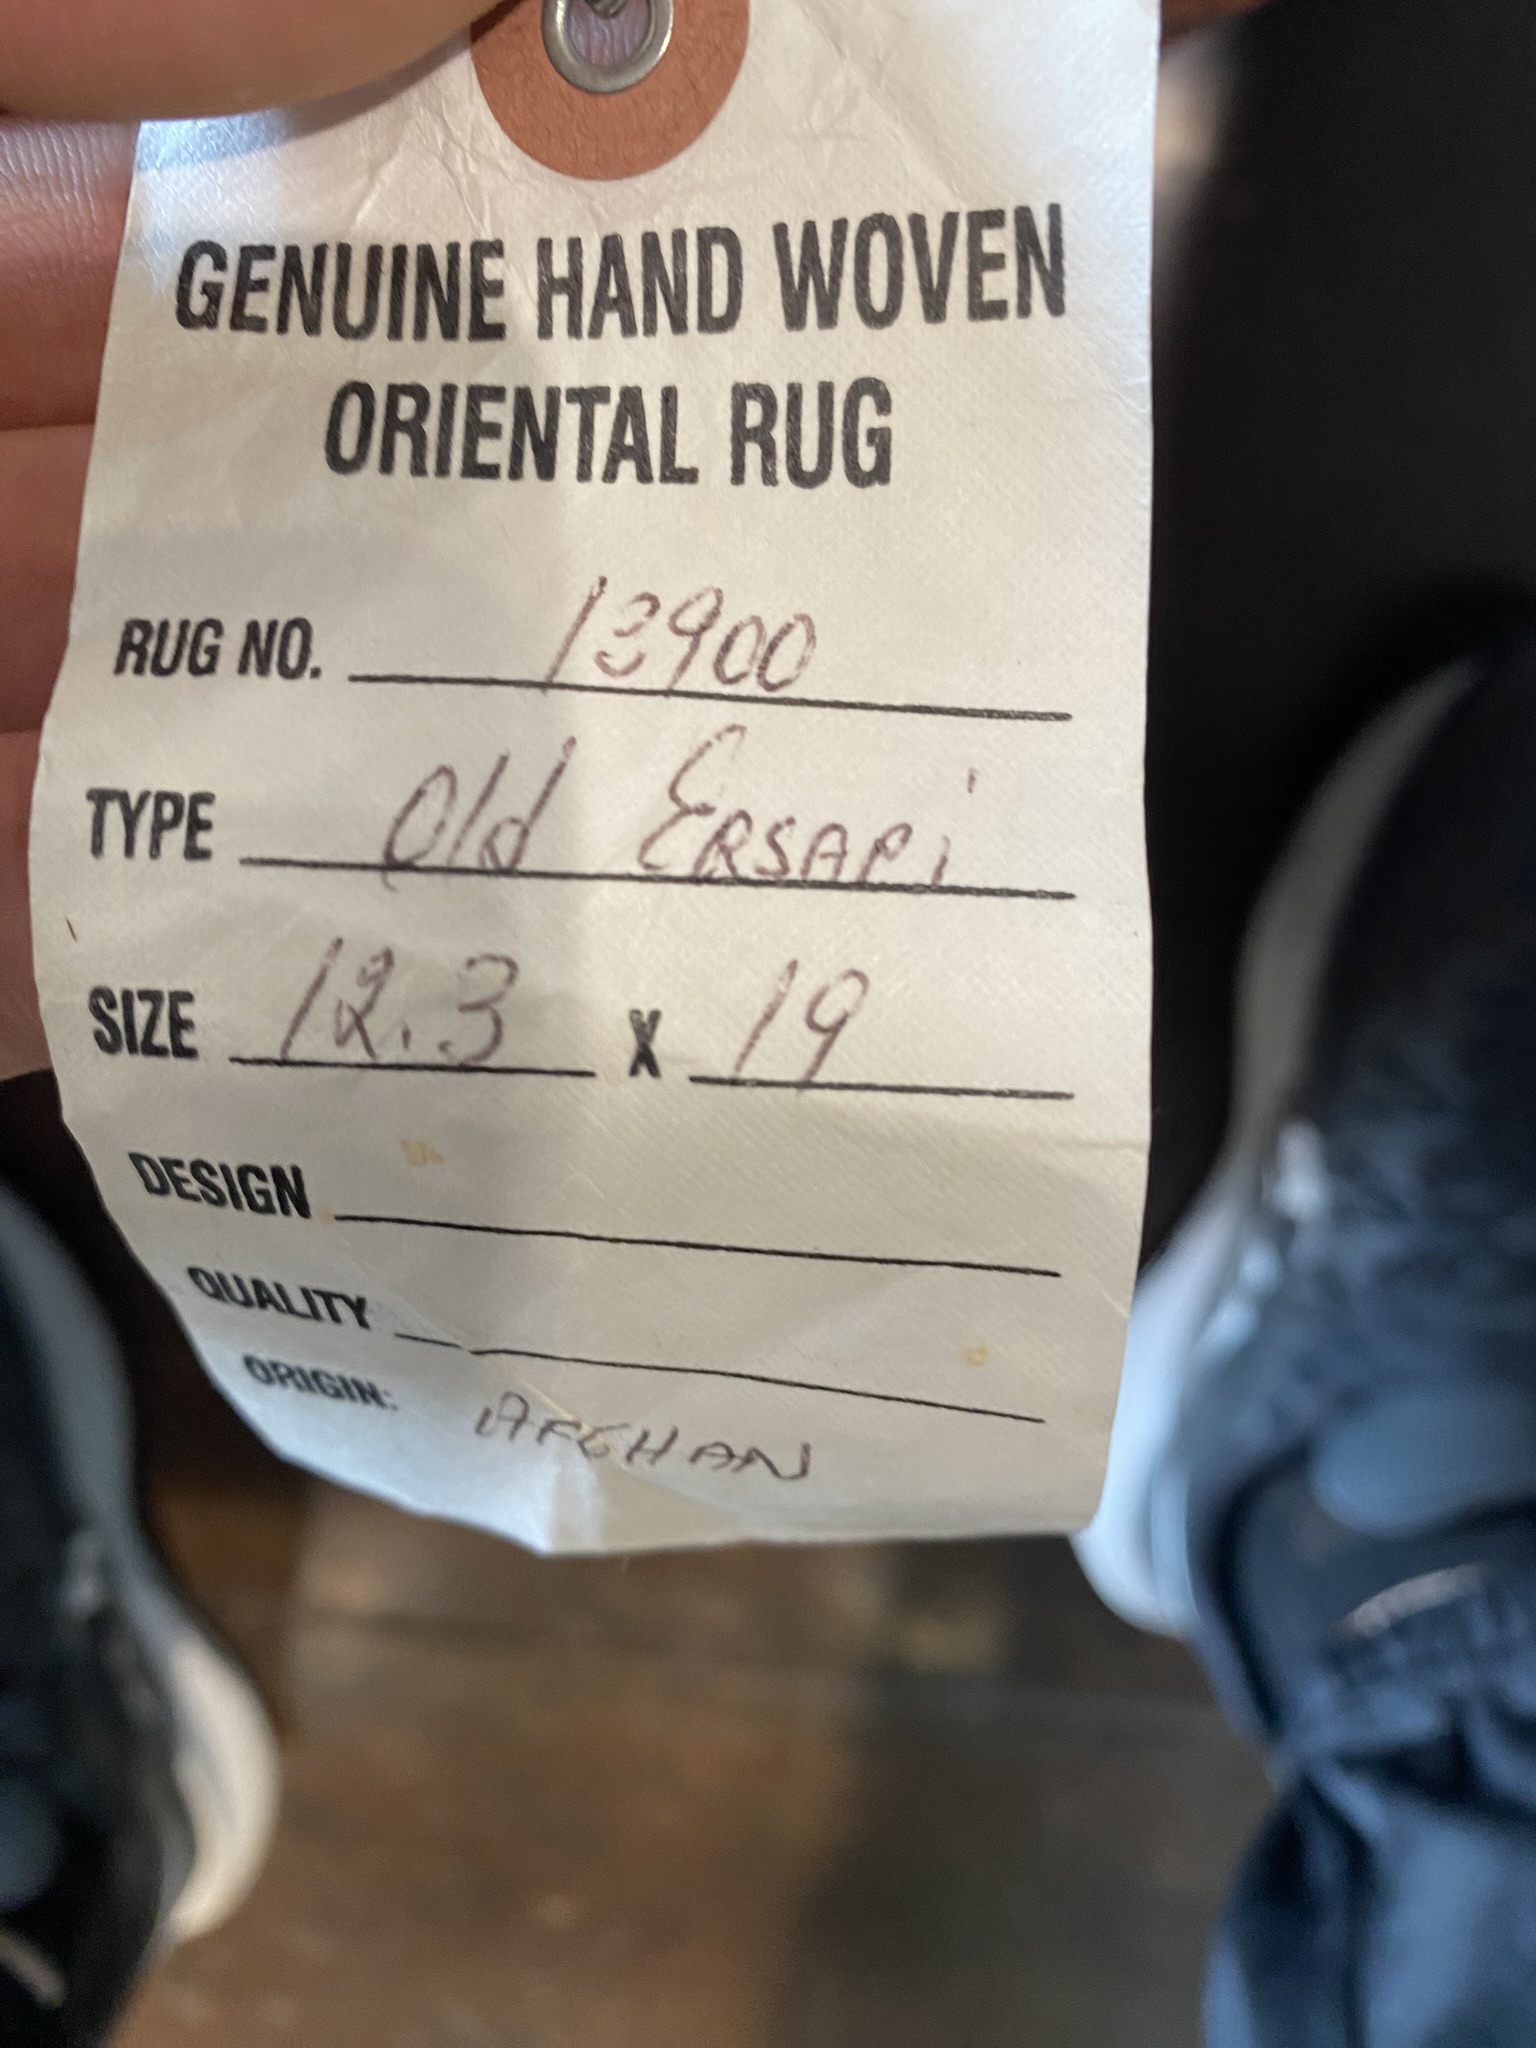 GENUINE HAND WOVEN
ORIENTAL RUG
RUG NO. 13900
TYPE Old ERSARI
SIZE 12.3 X 19
DESIGN
QUALITY
ORIGIN: AFGHAN